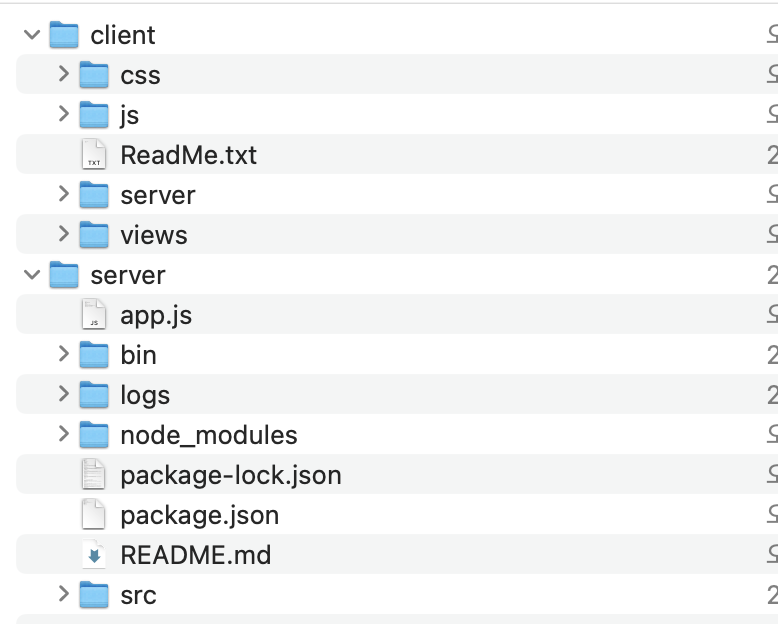 client
css
js
TXT
ReadMe.txt
server
views
server
JS
app.js
bin
logs
node_modules
package-lock.json
package.json
README.md
src